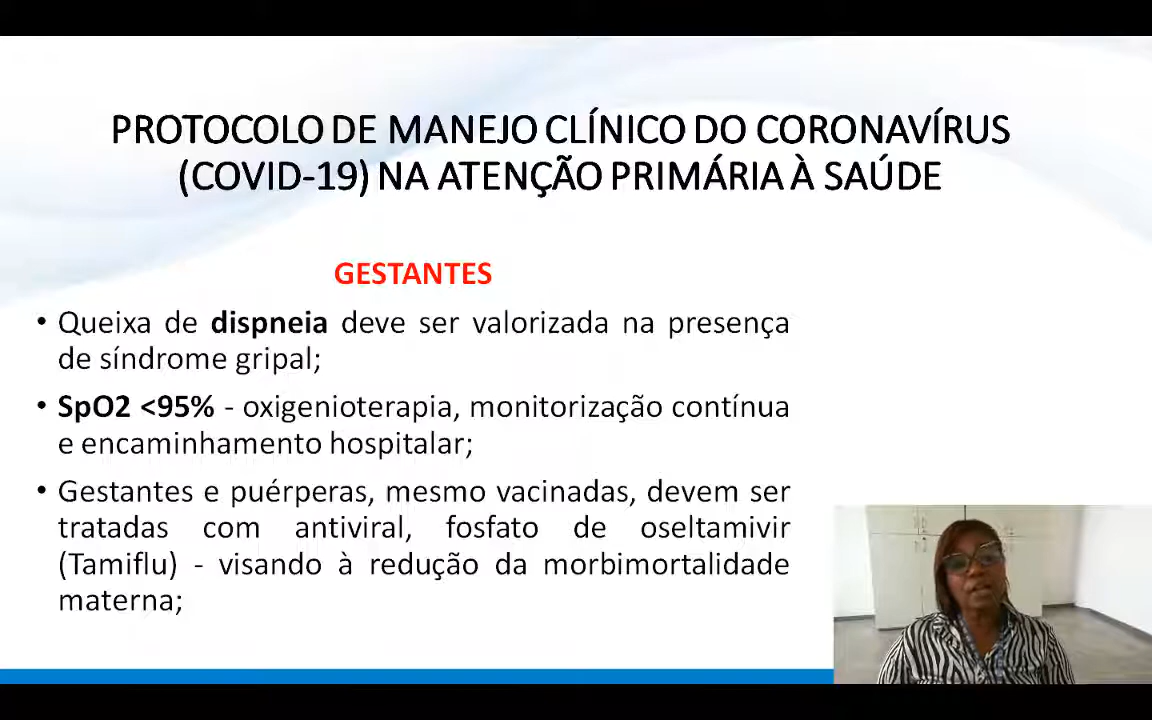 PROTOCOLO DE MANEJO CLÍNICO DO CORONAVÍRUS
(COVID-19) NA ATENÇÃO PRIMÁRIA À SAÚDE
GESTANTES
• Queixa de dispneia deve ser valorizada na presença
de síndrome gripal;
• SpO2 <95% - oxigenioterapia, monitorização contínua
e encaminhamento hospitalar;
• Gestantes e puérperas, mesmo vacinadas, devem ser
tratadas com antiviral, fosfato de oseltamivir
(Tamiflu) - visando à redução da morbimortalidade
materna;